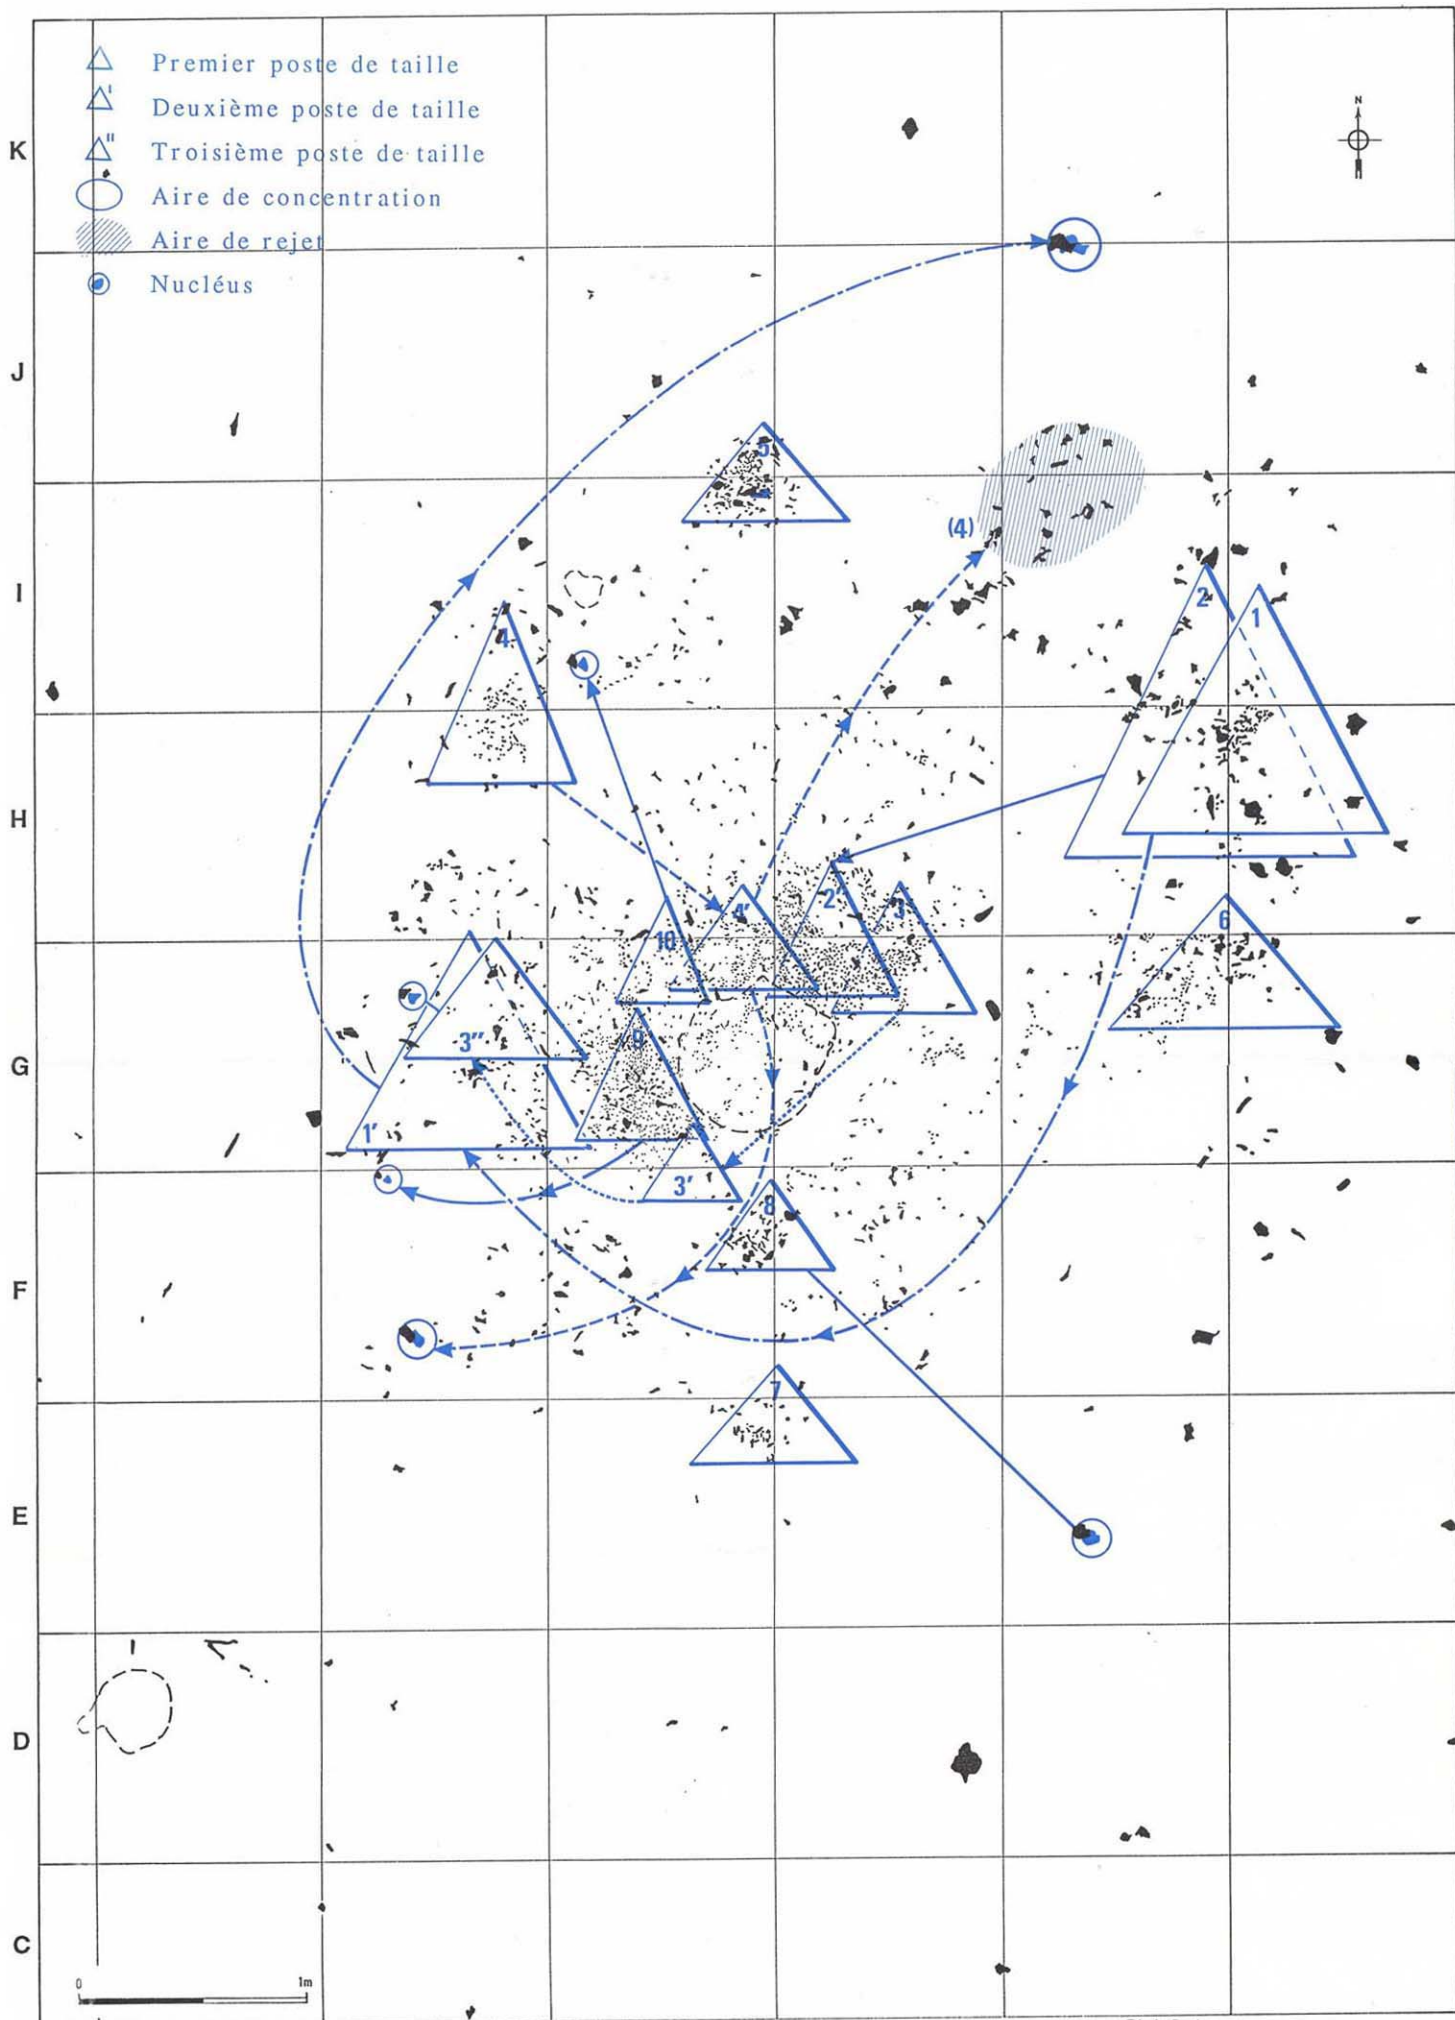 Premier poste de taille
' Deuxième poste de taille
" Troisième poste de taille
Aire de concentration
Aire de rejet
Nucléus
N
K
J
I
H
G
F
E
D
C
5
(4)
4
2
1
4'
2'
3
6
10
9
3"
1'
3'
8
7
0 1m